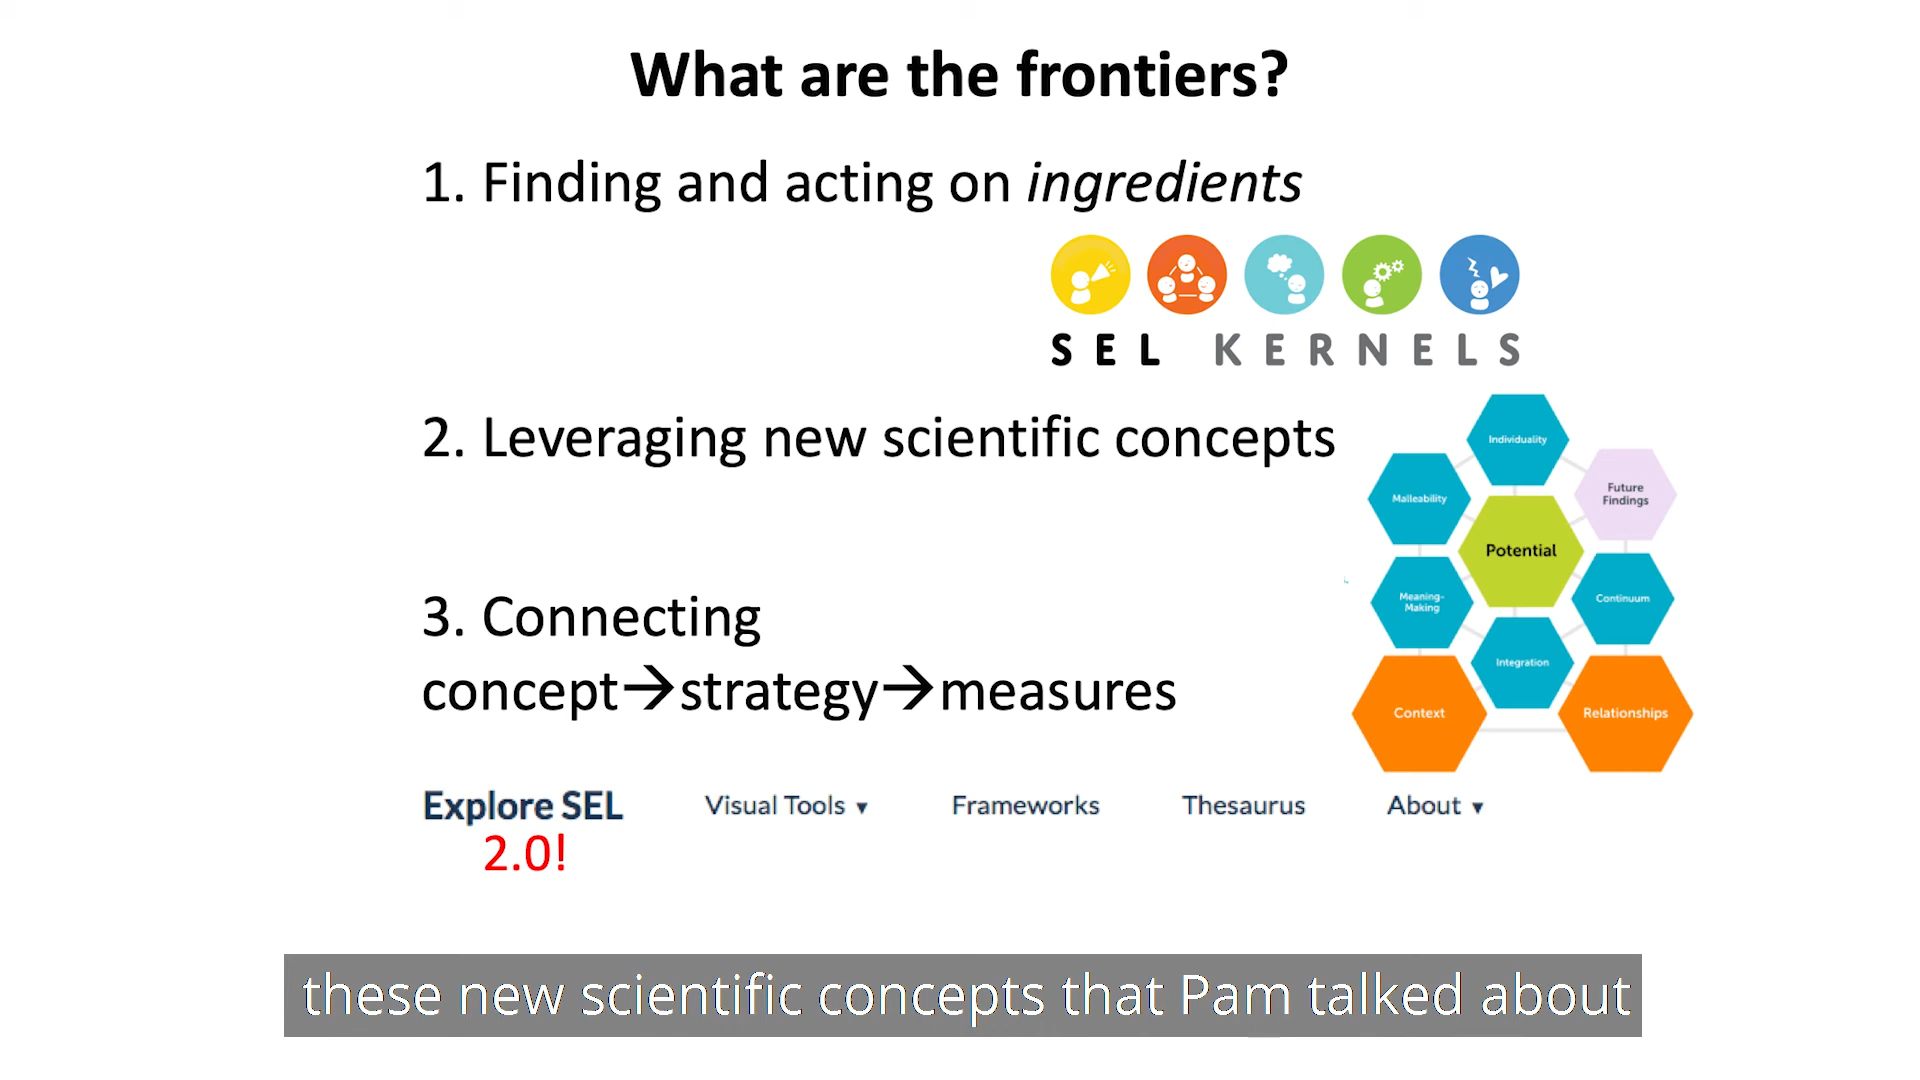 What are the frontiers?
1. Finding and acting on ingredients
SEL KERNELS
2. Leveraging new scientific concepts
Individuality
Malleability
Future
Findings
Potential
Meaning-
Making
Continuum
Integration
Context
Relationships
3. Connecting
concept→strategy→measures
Explore SEL
2.0!
Visual Tools ▼
Frameworks
Thesaurus
About ▼
these new scientific concepts that Pam talked about